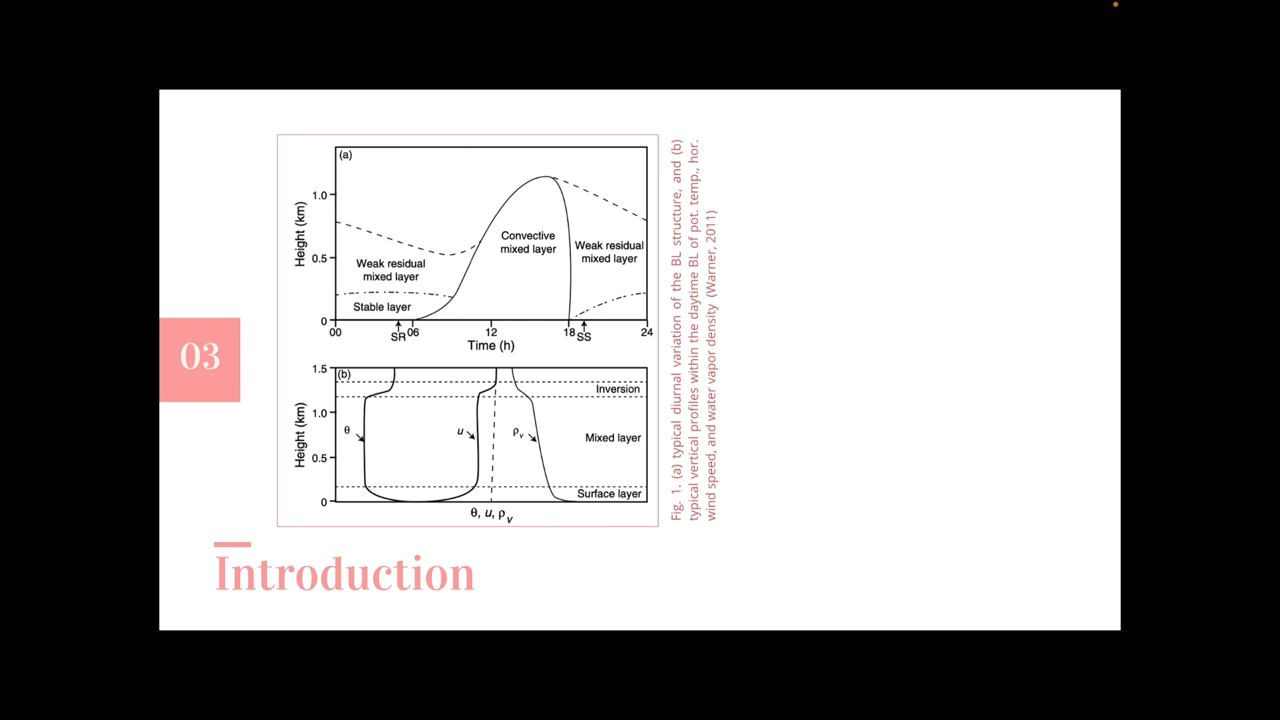 (a)
1.0
Height (km)
0.5
0
Convective
mixed layer
Weak residual
mixed layer
Weak residual
mixed layer
Stable layer
00
06
12
18
24
SR
SS
Time (h)
(b)
1.5
1.0
Height (km)
0.5
0
Inversion
θ
u
ρv
Mixed layer
Surface layer
θ, u, ρv
Fig. 1. (a) typical diurnal variation of the BL structure, and (b)
typical vertical profiles within the daytime BL of pot. temp., hor.
wind speed, and water vapor density (Warner, 2011)
03
Introduction